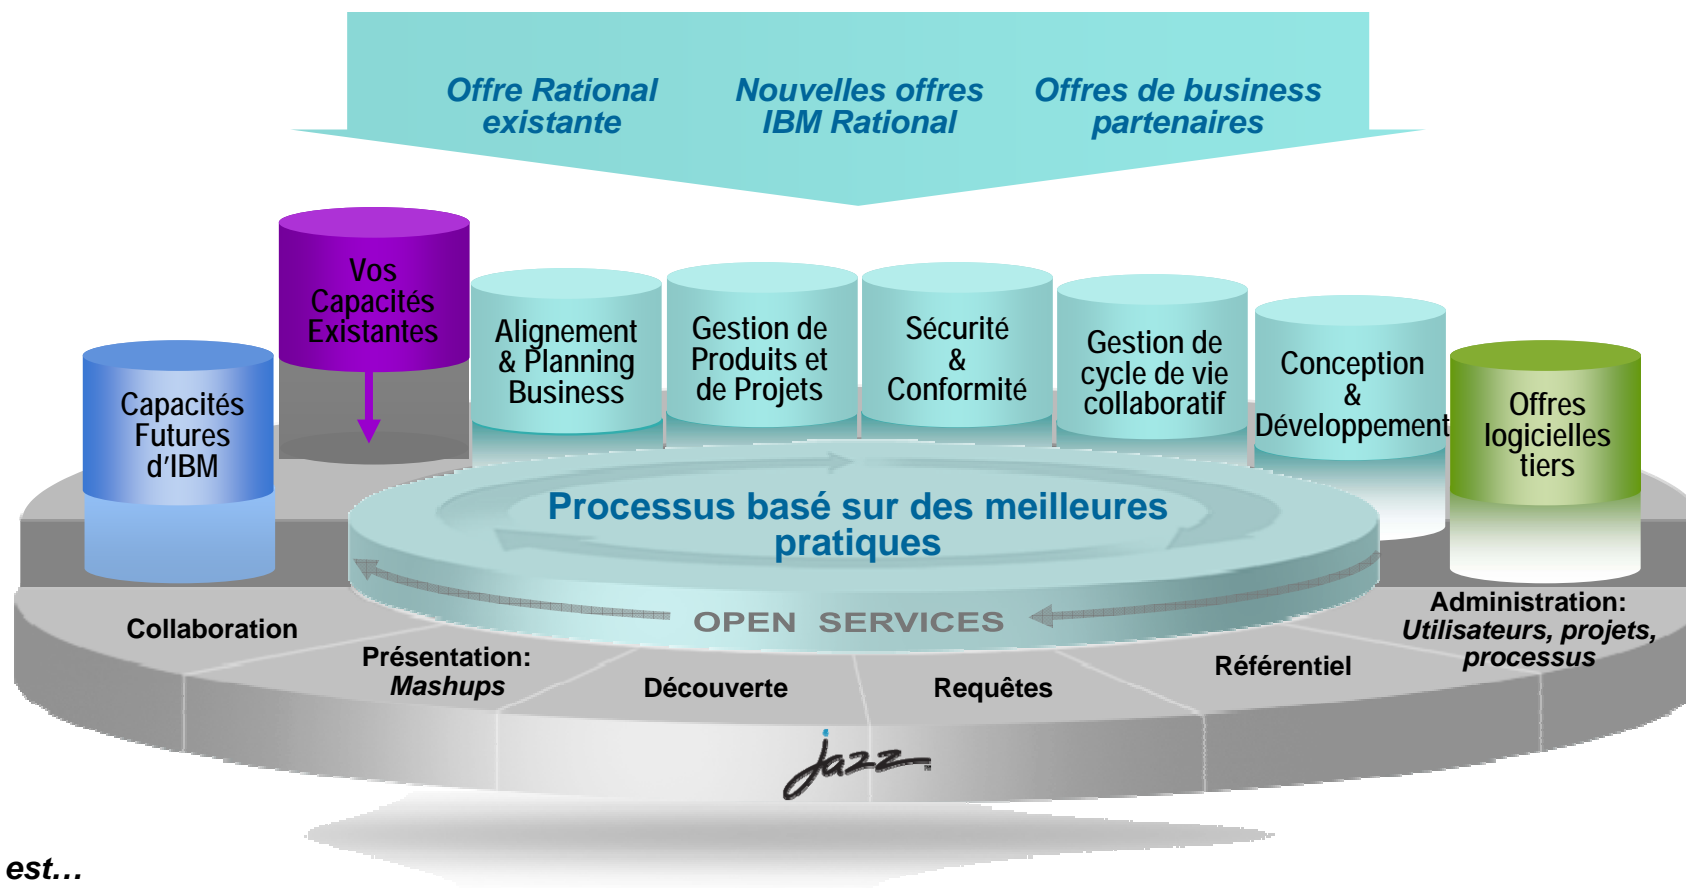 Offre Rational
existante
Nouvelles offres
IBM Rational
Offres de business
partenaires
Vos
Capacités
Existantes
Capacités
Futures
d'IBM
Alignement
& Planning
Business
Gestion de
Produits et
de Projets
Sécurité
&
Conformité
Gestion de
cycle de vie
collaboratif
Conception
&
Développement
Offres
logicielles
tiers
Processus basé sur des meilleures
pratiques
OPEN SERVICES
Collaboration
Présentation:
Mashups
Découverte
Requêtes
Référentiel
Administration:
Utilisateurs, projets,
processus
jazz™
est…